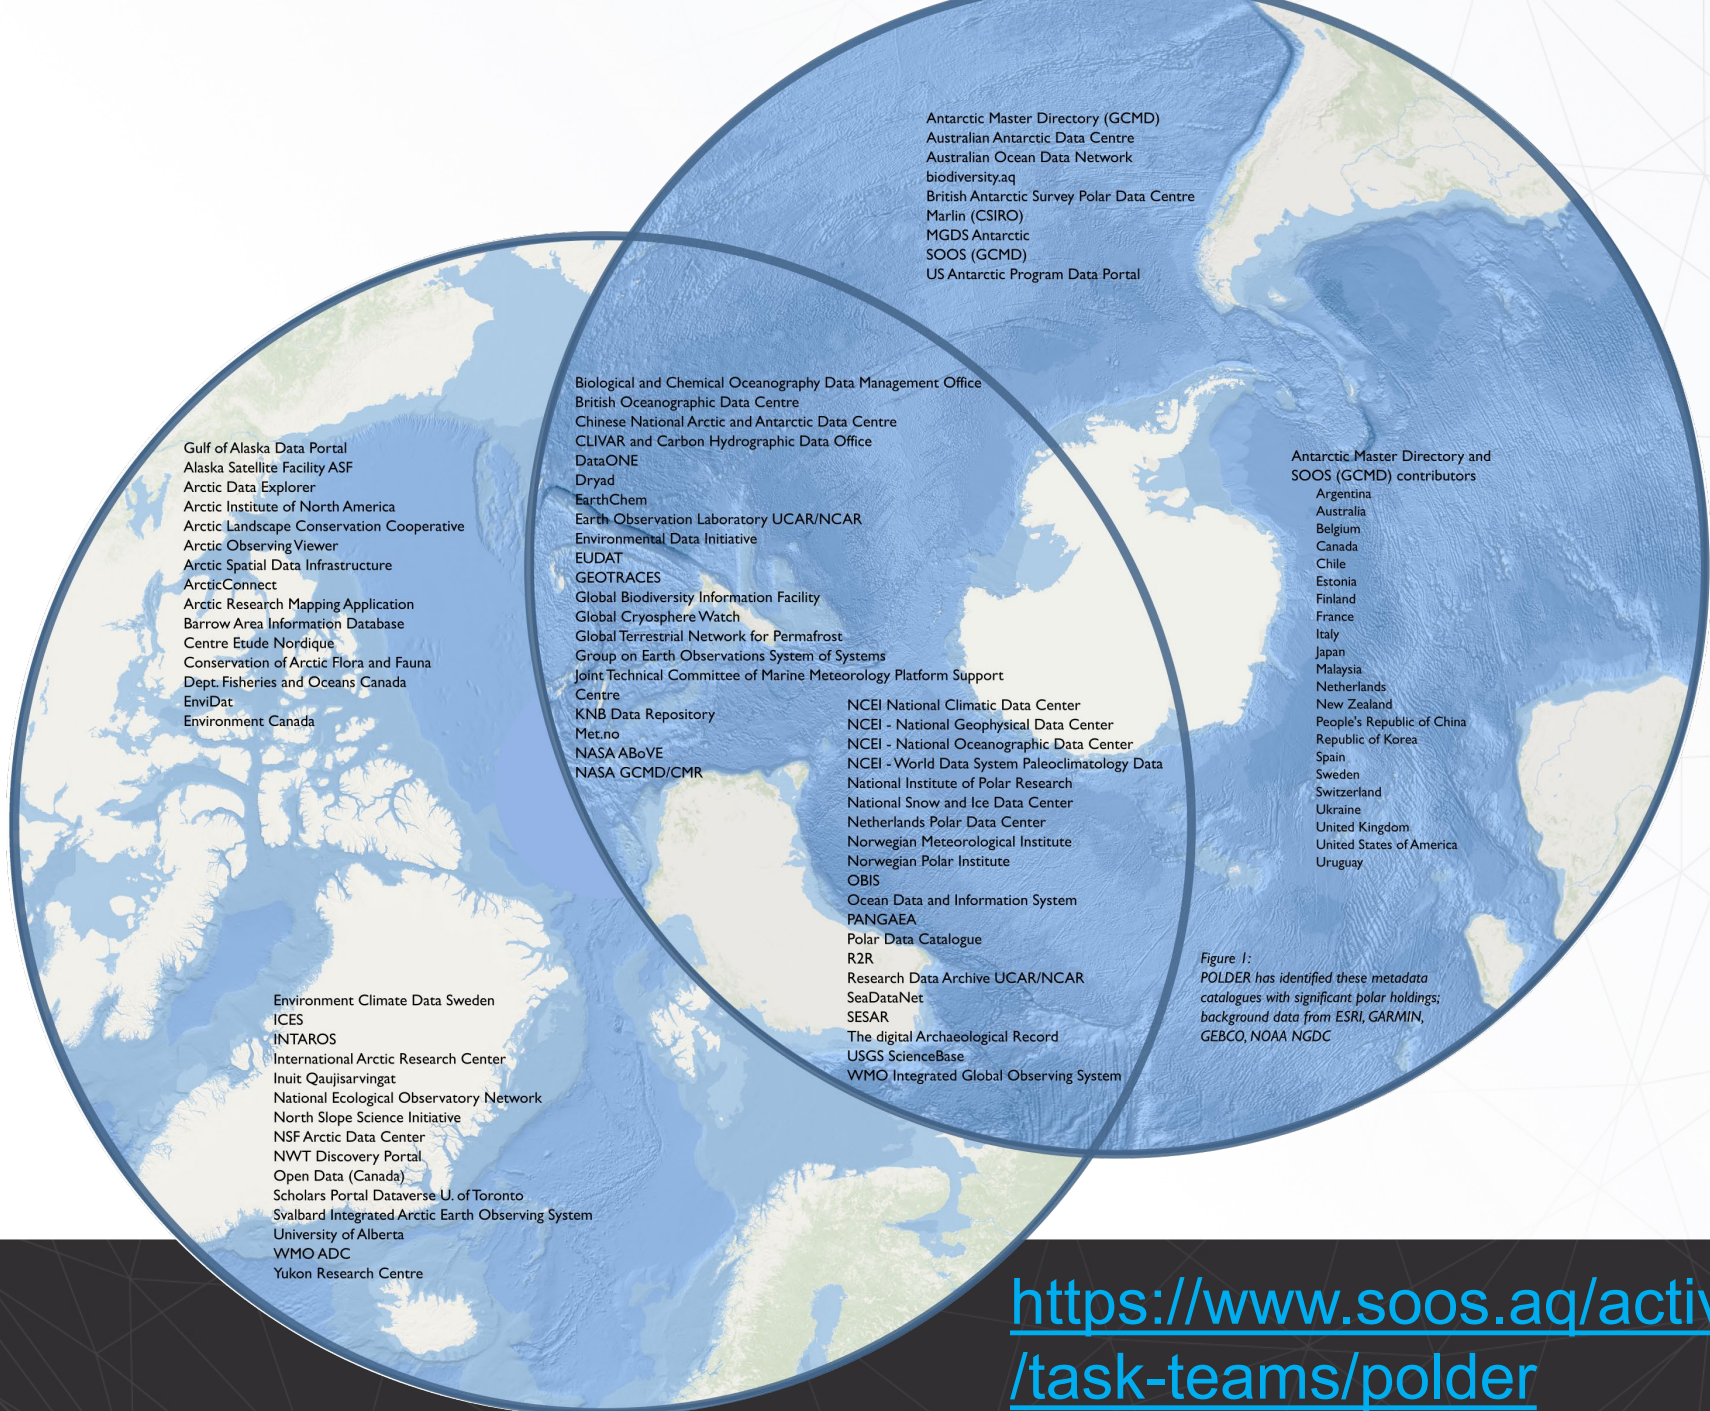 Antarctic Master Directory (GCMD)
Australian Antarctic Data Centre
Australian Ocean Data Network
biodiversity.aq
British Antarctic Survey Polar Data Centre
Marlin (CSIRO)
MGDS Antarctic
SOOS (GCMD)
US Antarctic Program Data Portal
Biological and Chemical Oceanography Data Management Office
British Oceanographic Data Centre
Chinese National Arctic and Antarctic Data Centre
CLIVAR and Carbon Hydrographic Data Office
DataONE
Dryad
EarthChem
Earth Observation Laboratory UCAR/NCAR
Environmental Data Initiative
EUDAT
GEOTRACES
Global Biodiversity Information Facility
Global Cryosphere Watch
Global Terrestrial Network for Permafrost
Group on Earth Observations System of Systems
Joint Technical Committee of Marine Meteorology Platform Support
Centre
KNB Data Repository
Met.no
NASA ABoVE
NASA GCMD/CMR
Gulf of Alaska Data Portal
Alaska Satellite Facility ASF
Arctic Data Explorer
Arctic Institute of North America
Arctic Landscape Conservation Cooperative
Arctic Observing Viewer
Arctic Spatial Data Infrastructure
ArcticConnect
Arctic Research Mapping Application
Barrow Area Information Database
Centre Etude Nordique
Conservation of Arctic Flora and Fauna
Dept. Fisheries and Oceans Canada
EnviDat
Environment Canada
Antarctic Master Directory and
SOOS (GCMD) contributors
Argentina
Australia
Belgium
Canada
Chile
Estonia
Finland
France
Italy
Japan
Malaysia
Netherlands
New Zealand
People's Republic of China
Republic of Korea
Spain
Sweden
Switzerland
Ukraine
United Kingdom
United States of America
Uruguay
NCEI National Climatic Data Center
NCEI - National Geophysical Data Center
NCEI - National Oceanographic Data Center
NCEI - World Data System Paleoclimatology Data
National Institute of Polar Research
National Snow and Ice Data Center
Netherlands Polar Data Center
Norwegian Meteorological Institute
Norwegian Polar Institute
OBIS
Ocean Data and Information System
PANGAEA
Polar Data Catalogue
R2R
Research Data Archive UCAR/NCAR
SeaDataNet
SESAR
The digital Archaeological Record
USGS ScienceBase
WMO Integrated Global Observing System
Figure 1:
POLDER has identified these metadata
catalogues with significant polar holdings;
background data from ESRI, GARMIN,
GEBCO, NOAA NGDC
Environment Climate Data Sweden
ICES
INTAROS
International Arctic Research Center
Inuit Qaujisarvingat
National Ecological Observatory Network
North Slope Science Initiative
NSF Arctic Data Center
NWT Discovery Portal
Open Data (Canada)
Scholars Portal Dataverse U. of Toronto
Svalbard Integrated Arctic Earth Observing System
University of Alberta
WMO ADC
Yukon Research Centre
https://www.soos.aq/activ
/task-teams/polder